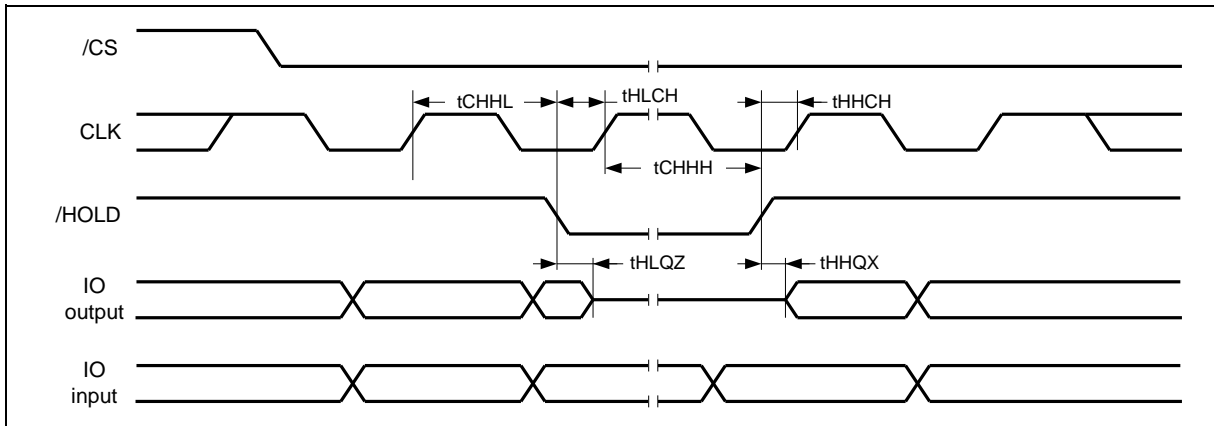 /CS
tCHHL
tHLCH
tHHCH
CLK
tCHHH
/HOLD
tHLQZ
tHHQX
IO
output
IO
input